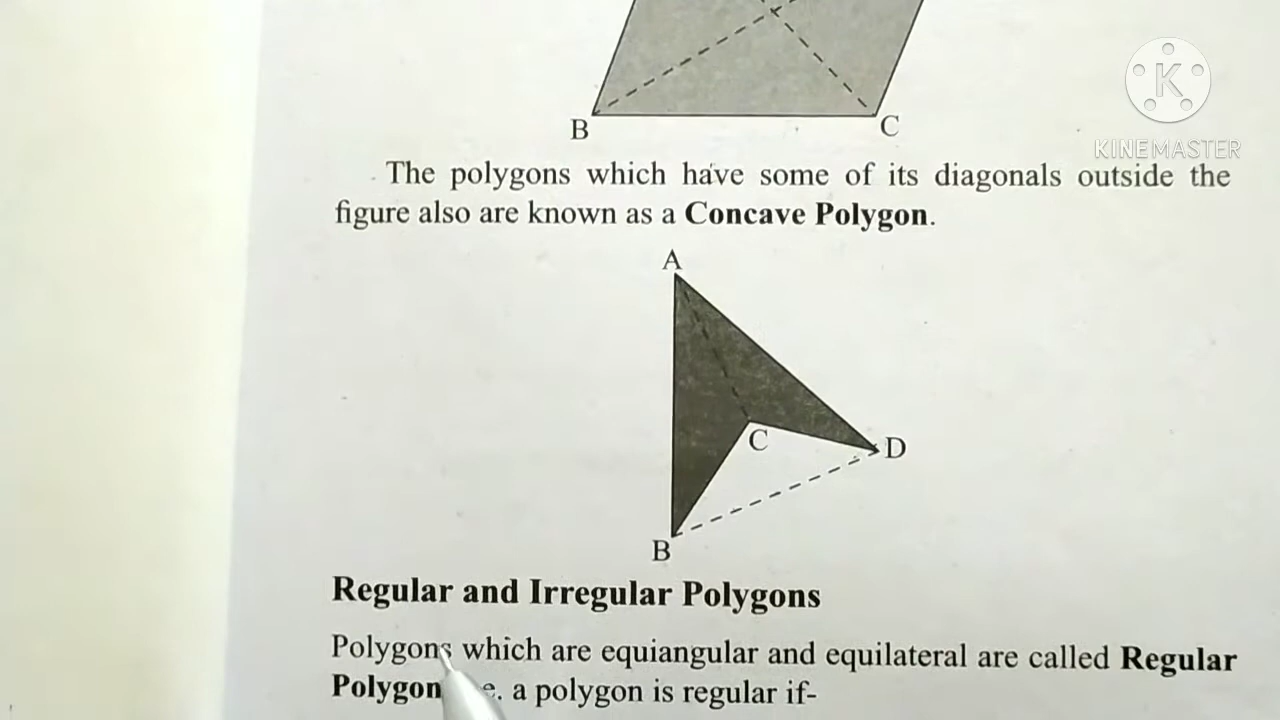 B
C
K
KINEMASTER
The polygons which have some of its diagonals outside the
figure also are known as a Concave Polygon.
A
C
D
B
Regular and Irregular Polygons
Polygons which are equiangular and equilateral are called Regular
Polygon e. a polygon is regular if-